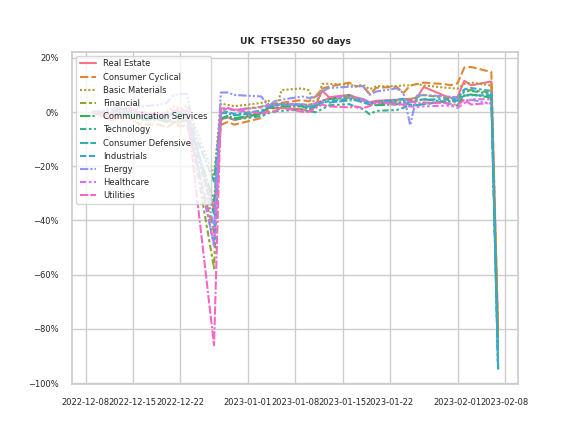 UK FTSE350 60 days
20%
0%
−20%
−40%
−60%
−80%
−100%
Real Estate
Consumer Cyclical
Basic Materials
Financial
Communication Services
Technology
Consumer Defensive
Industrials
Energy
Healthcare
Utilities
2022-12-08 2022-12-15 2022-12-22 2023-01-01 2023-01-08 2023-01-15 2023-01-22 2023-02-01 2023-02-08